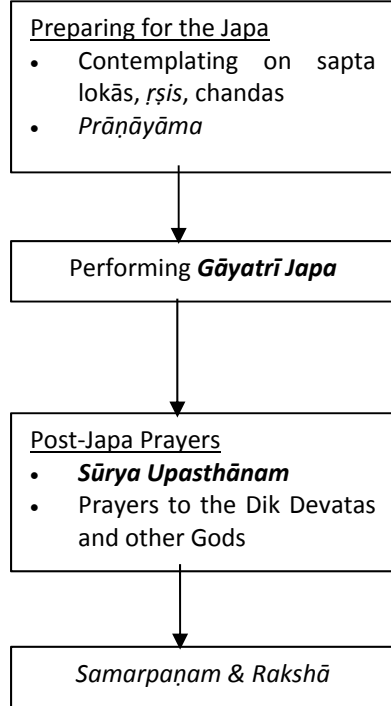 Preparing for the Japa
• Contemplating on sapta
lokās, ṛṣis, chandas
• Prāṇāyāma
Performing Gāyatrī Japa
Post-Japa Prayers
• Sūrya Upasthānam
• Prayers to the Dik Devatas
and other Gods
Samarpaṇam & Rakshā